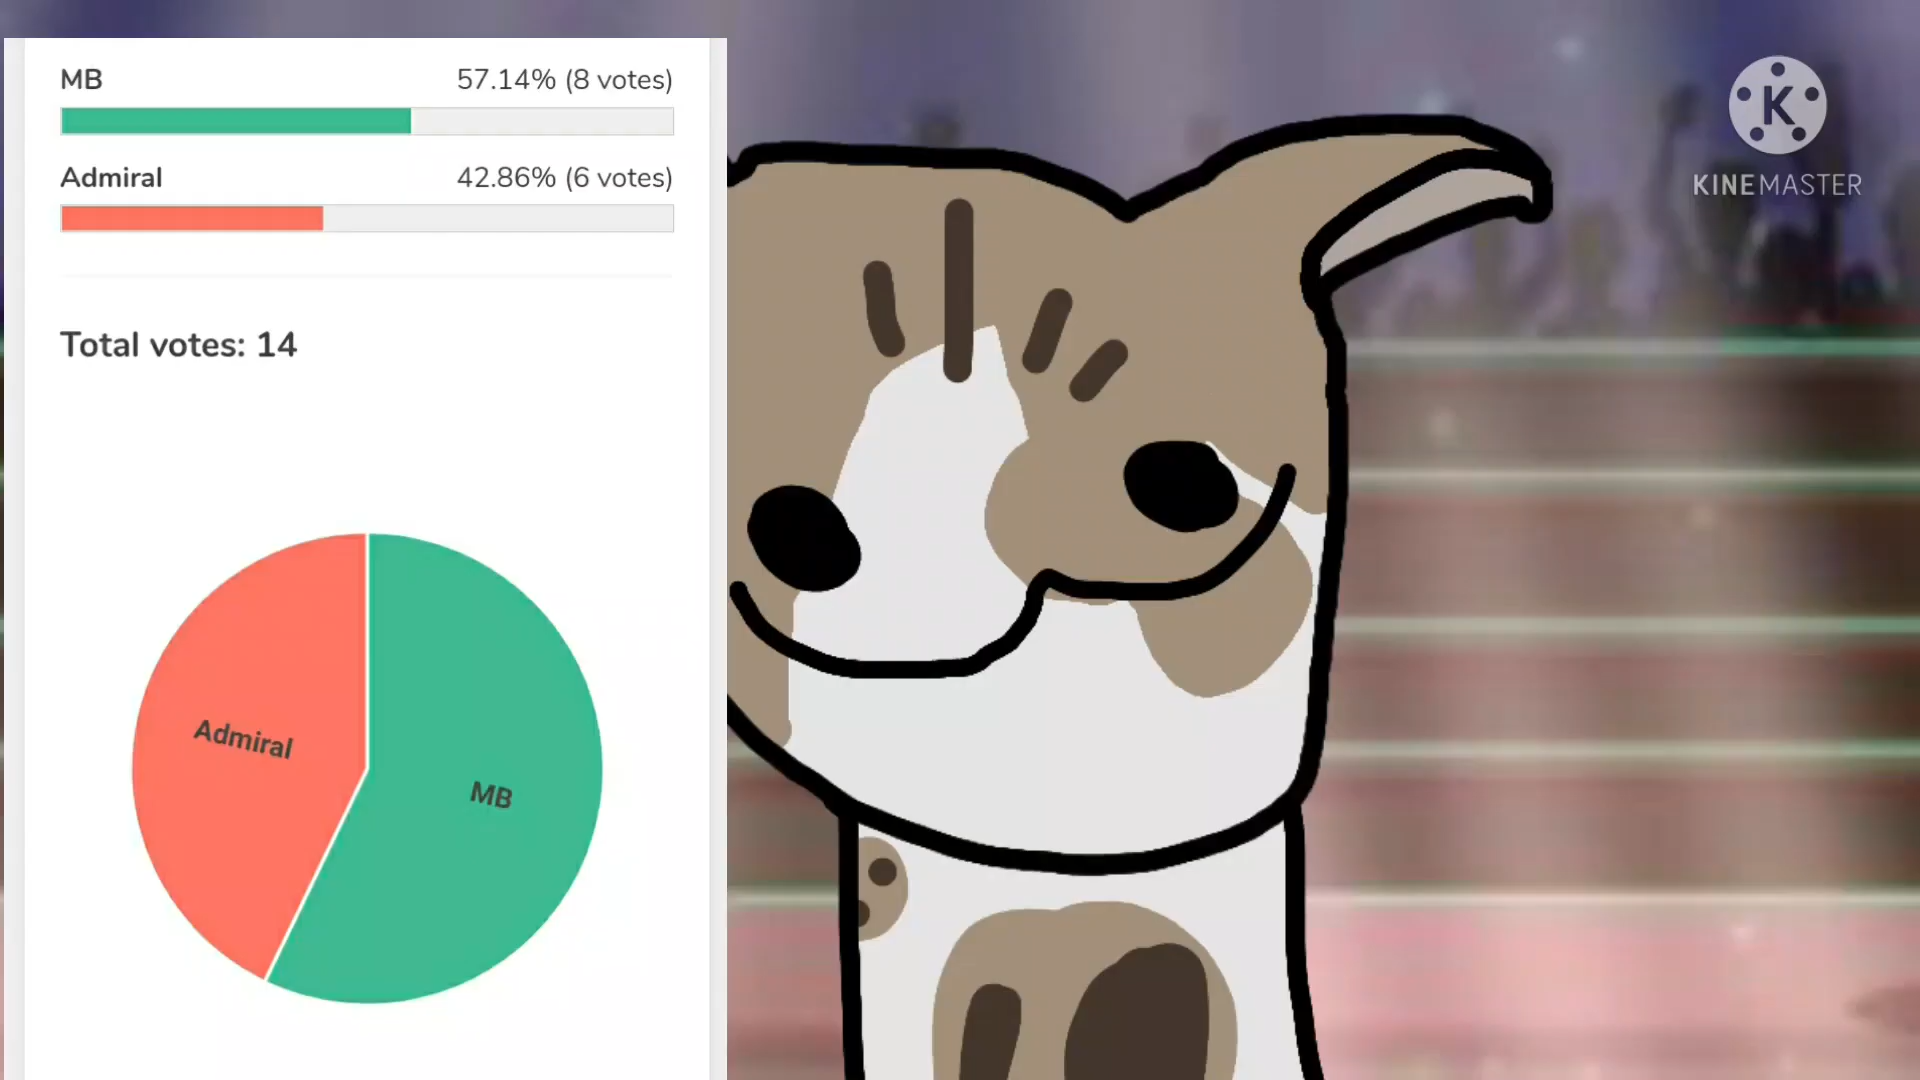 MB 57.14% (8 votes)
Admiral 42.86% (6 votes)
Total votes: 14
Admiral
MB
K
KINEMASTER